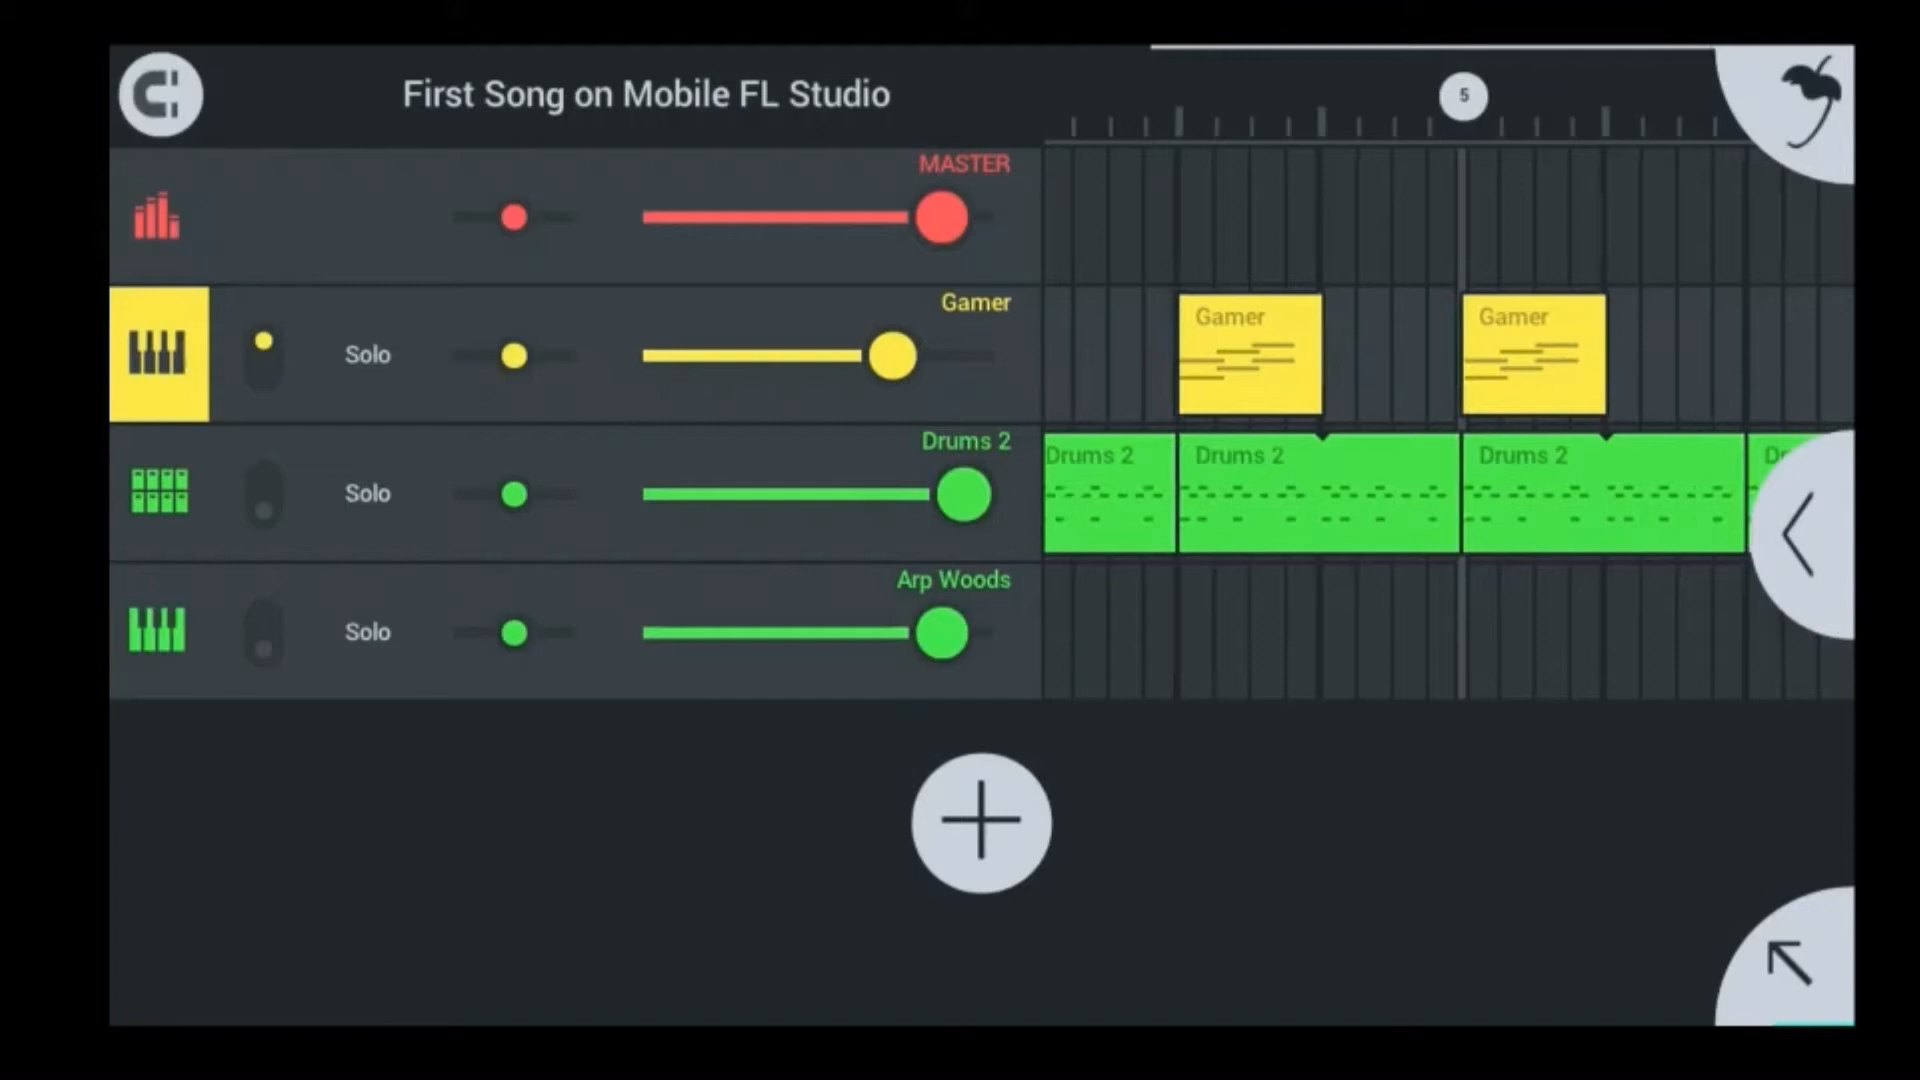 First Song on Mobile FL Studio
5
MASTER
Gamer
Solo
Gamer
Gamer
Drums 2
Solo
Drums 2
Drums 2
Drums 2
Dr
Arp Woods
Solo